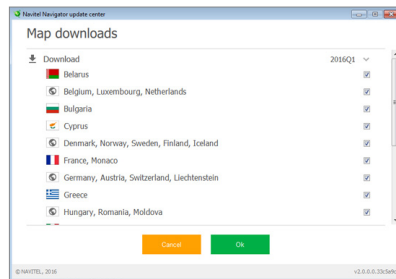 Navitel Navigator update center
Map downloads
Download 2016Q1
Belarus
Belgium, Luxembourg, Netherlands
Bulgaria
Cyprus
Denmark, Norway, Sweden, Finland, Iceland
France, Monaco
Germany, Austria, Switzerland, Liechtenstein
Greece
Hungary, Romania, Moldova
Cancel Ok
© NAVITEL, 2016